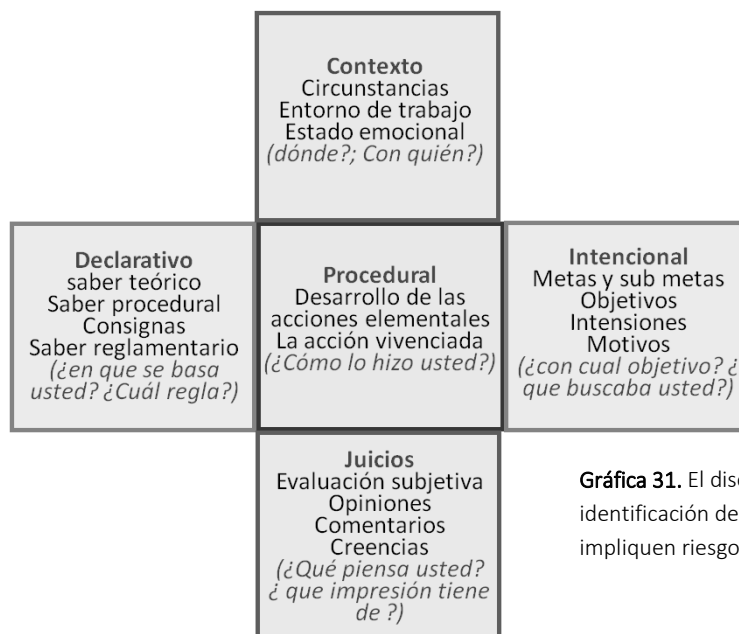 Contexto
Circunstancias
Entorno de trabajo
Estado emocional
(dónde?; Con quién?)
Declarativo
saber teórico
Saber procedural
Consignas
Saber reglamentario
(¿en que se basa
usted? ¿Cuál regla?)
Procedural
Desarrollo de las
acciones elementales
La acción vivenciada
(¿Cómo lo hizo usted?)
Intencional
Metas y sub metas
Objetivos
Intensiones
Motivos
(¿con cual objetivo? ¿
que buscaba usted?)
Juicios
Evaluación subjetiva
Opiniones
Comentarios
Creencias
(¿Qué piensa usted?
¿ que impresión tiene
de ?)
Gráfica 31. El dis
identificación de
impliquen riesgo